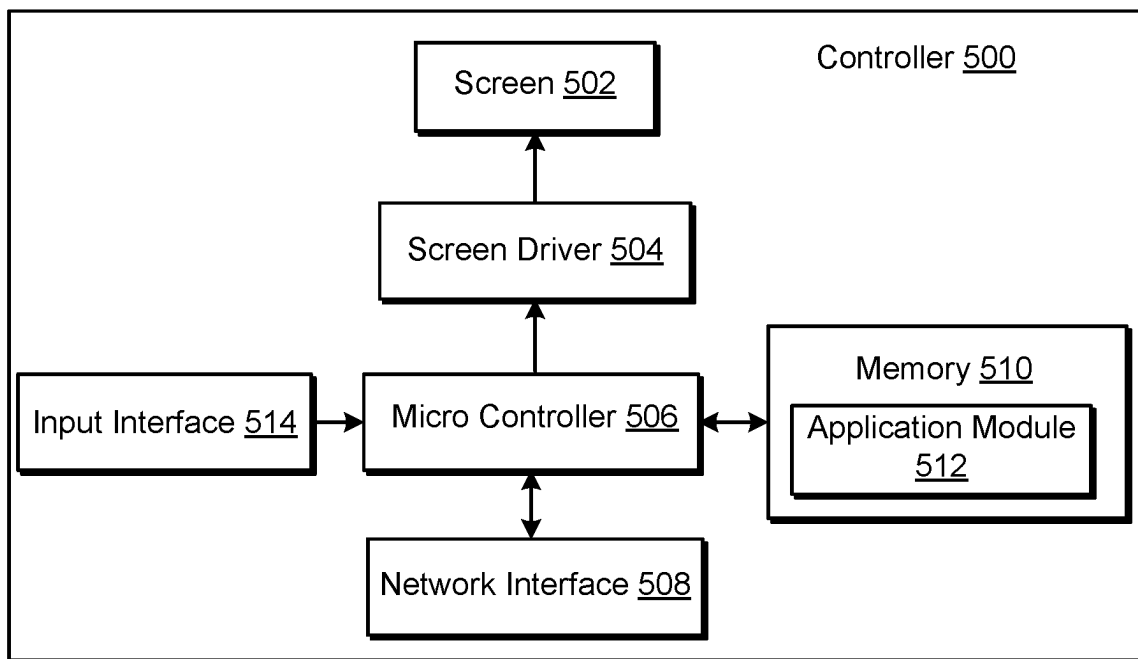 Controller 500
Screen 502
Screen Driver 504
Memory 510
Input Interface 514
Micro Controller 506
Application Module
512
Network Interface 508